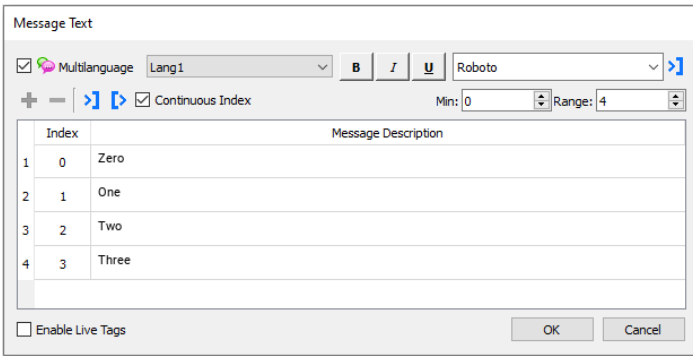 Message Text
Multilanguage Lang1 B I U Roboto
Continuous Index Min: 0 Range: 4
Index Message Description
1 0 Zero
2 1 One
3 2 Two
4 3 Three
Enable Live Tags OK Cancel